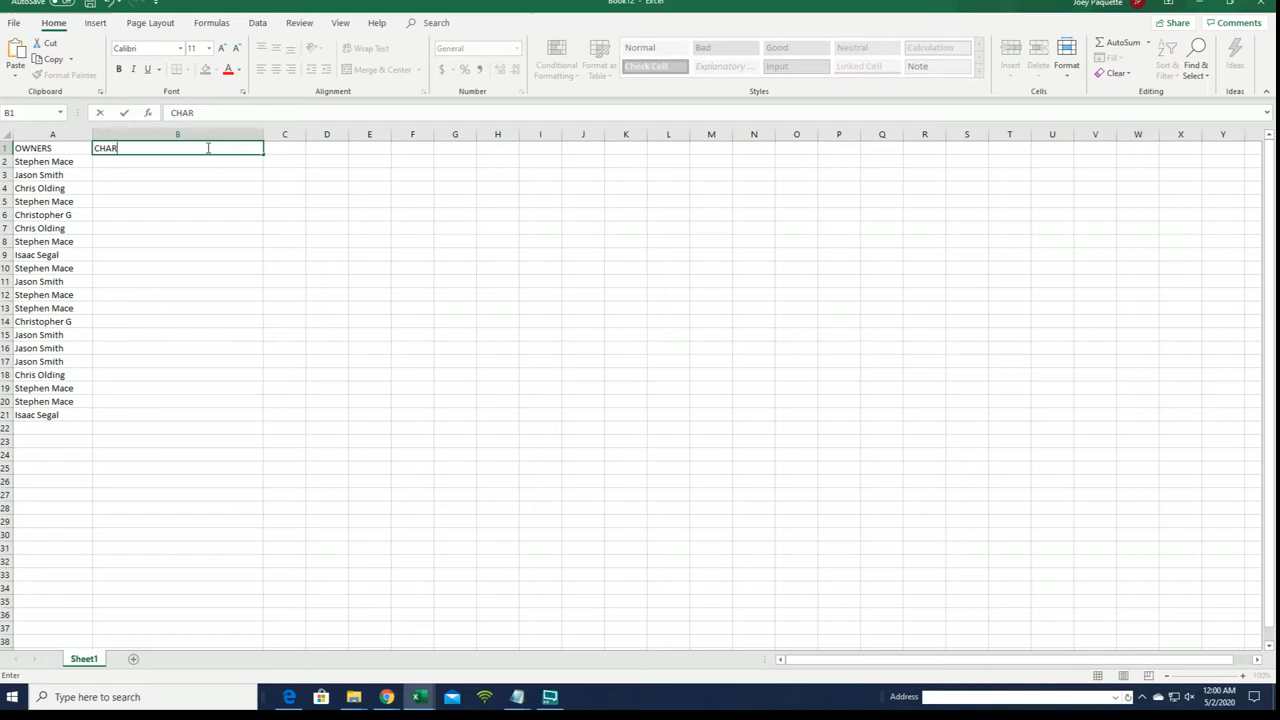 AutoSave Off Book12 - Excel Joey Paquette JP
File Home Insert Page Layout Formulas Data Review View Help Search Share Comments
Paste Cut Copy Format Painter Clipboard
Calibri 11 B I U Font
Wrap Text Merge & Center Alignment
General $ % Number
Conditional Formatting Format as Table
Normal Bad Good Neutral Calculation
Check Cell Explanatory ... Input Linked Cell Note
Styles
Insert Delete Format Cells
AutoSum Fill Clear Sort & Filter Find & Select Editing
Ideas Ideas
B1 fx CHAR
A B C D E F G H I J K L M N O P Q R S T U V W X Y
1 OWNERS CHAR
2 Stephen Mace
3 Jason Smith
4 Chris Olding
5 Stephen Mace
6 Christopher G
7 Chris Olding
8 Stephen Mace
9 Isaac Segal
10 Stephen Mace
11 Jason Smith
12 Stephen Mace
13 Stephen Mace
14 Christopher G
15 Jason Smith
16 Jason Smith
17 Jason Smith
18 Chris Olding
19 Stephen Mace
20 Stephen Mace
21 Isaac Segal
22
23
24
25
26
27
28
29
30
31
32
33
34
35
36
37
38
Sheet1
Enter 100%
Type here to search Address 12:00 AM
5/2/2020